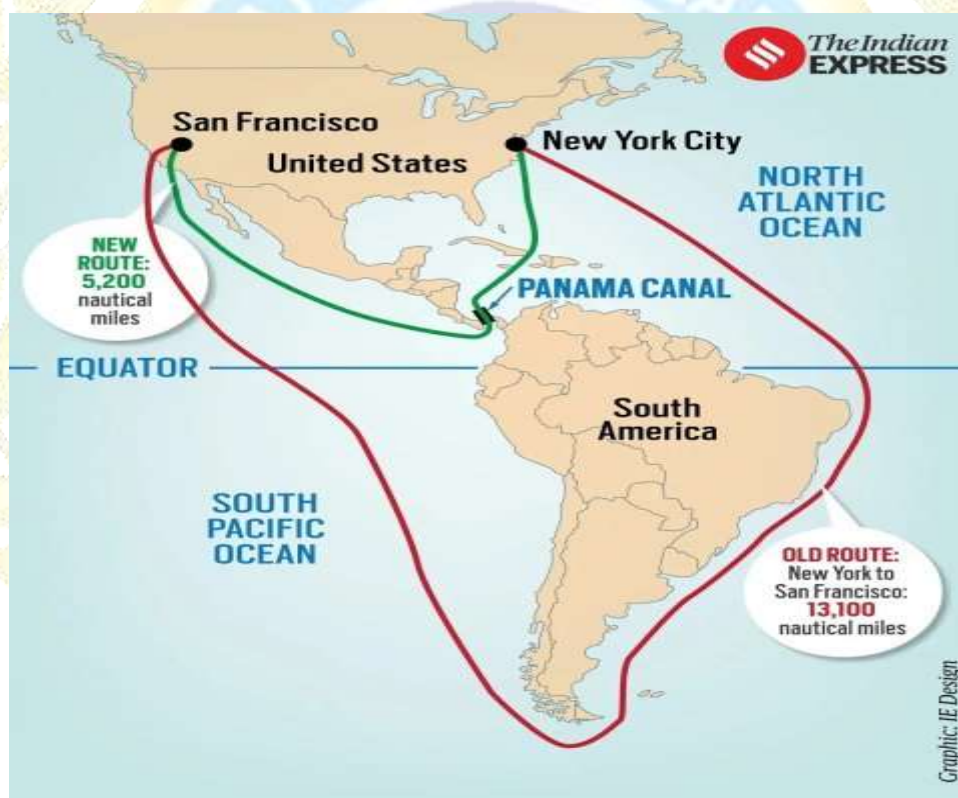 The Indian
EXPRESS
San Francisco
New York City
United States
NORTH
ATLANTIC
OCEAN
NEW
ROUTE:
5,200
nautical
miles
PANAMA CANAL
EQUATOR
South
America
SOUTH
PACIFIC
OCEAN
OLD ROUTE:
New York to
San Francisco:
13,100
nautical miles
Graphic: IE Design